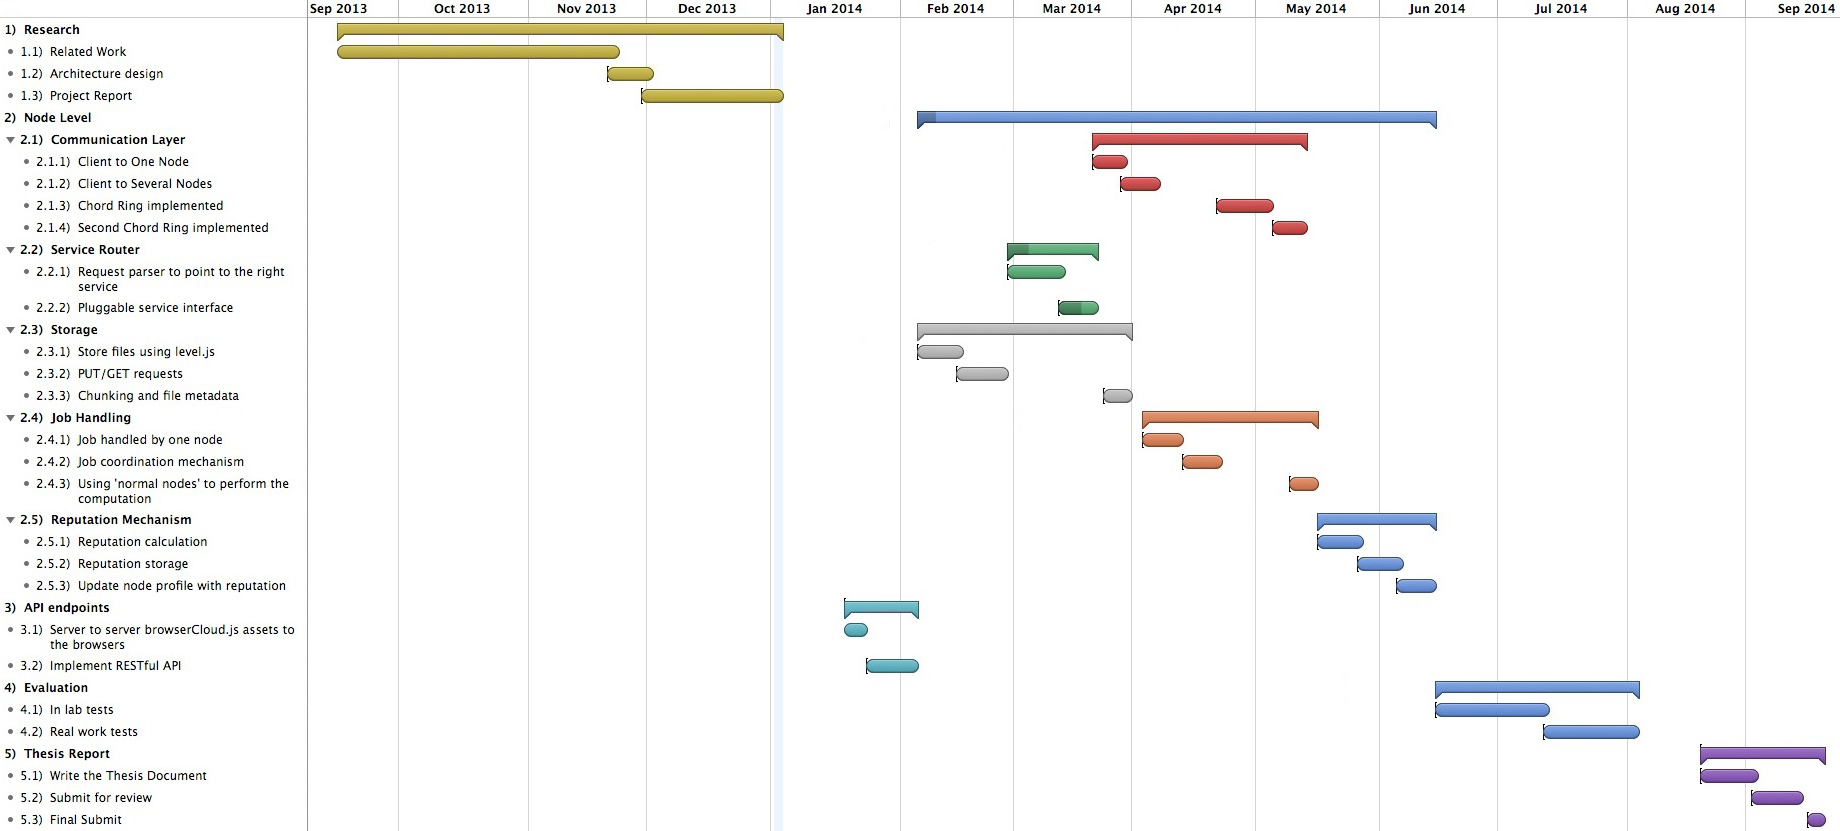 Sep 2013 Oct 2013 Nov 2013 Dec 2013 Jan 2014 Feb 2014 Mar 2014 Apr 2014 May 2014 Jun 2014 Jul 2014 Aug 2014 Sep 2014
1) Research
1.1) Related Work
1.2) Architecture design
1.3) Project Report
2) Node Level
2.1) Communication Layer
2.1.1) Client to One Node
2.1.2) Client to Several Nodes
2.1.3) Chord Ring implemented
2.1.4) Second Chord Ring implemented
2.2) Service Router
2.2.1) Request parser to point to the right
service
2.2.2) Pluggable service interface
2.3) Storage
2.3.1) Store files using level.js
2.3.2) PUT/GET requests
2.3.3) Chunking and file metadata
2.4) Job Handling
2.4.1) Job handled by one node
2.4.2) Job coordination mechanism
2.4.3) Using 'normal nodes' to perform the
computation
2.5) Reputation Mechanism
2.5.1) Reputation calculation
2.5.2) Reputation storage
2.5.3) Update node profile with reputation
3) API endpoints
3.1) Server to server browserCloud.js assets to
the browsers
3.2) Implement RESTful API
4) Evaluation
4.1) In lab tests
4.2) Real work tests
5) Thesis Report
5.1) Write the Thesis Document
5.2) Submit for review
5.3) Final Submit